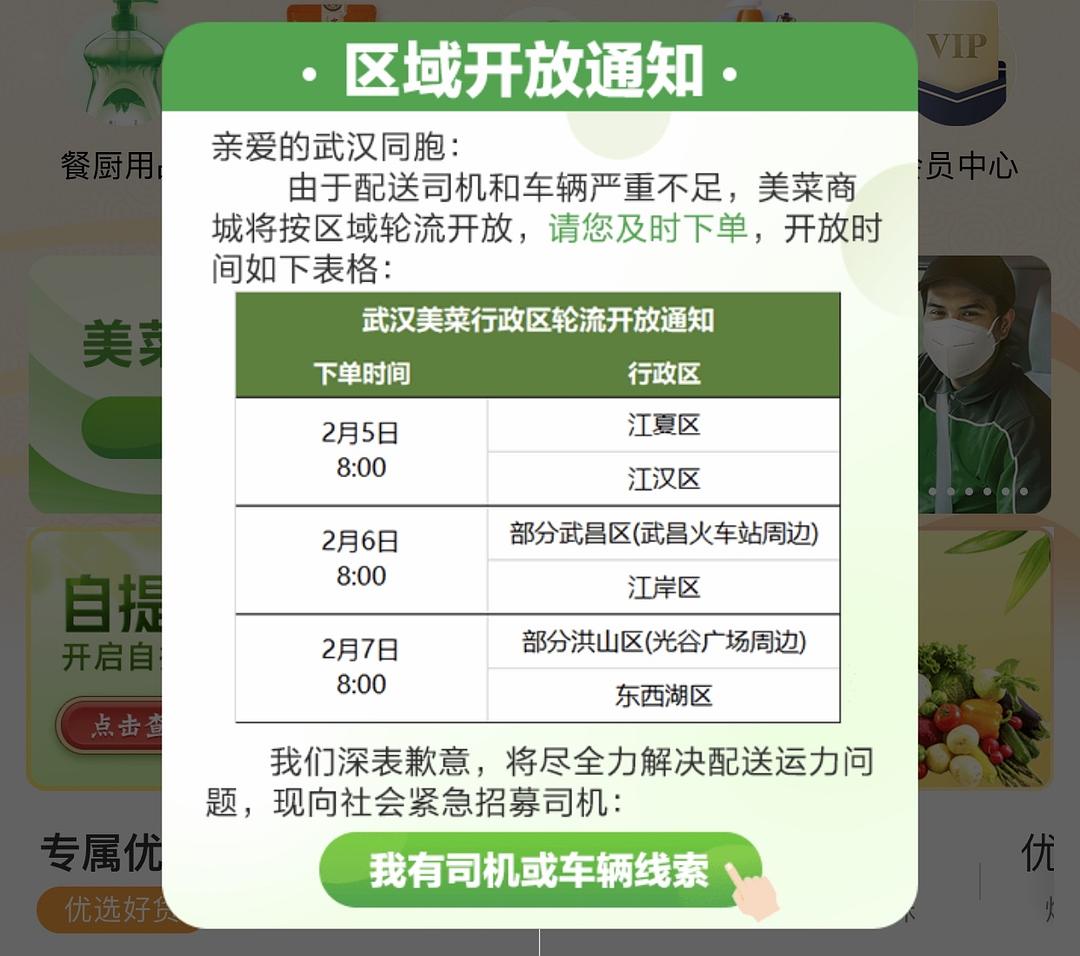 VIP
餐厨用
员中心
· 区域开放通知 ·
亲爱的武汉同胞：
由于配送司机和车辆严重不足，美菜商
城将按区域轮流开放，请您及时下单，开放时
间如下表格：
武汉美菜行政区轮流开放通知
下单时间 行政区
2月5日
8:00
江夏区
江汉区
2月6日
8:00
部分武昌区(武昌火车站周边)
江岸区
2月7日
8:00
部分洪山区(光谷广场周边)
东西湖区
我们深表歉意，将尽全力解决配送运力问
题，现向社会紧急招募司机：
我有司机或车辆线索
美菜
自提
开启自
点击查
专属优
优选好货
优